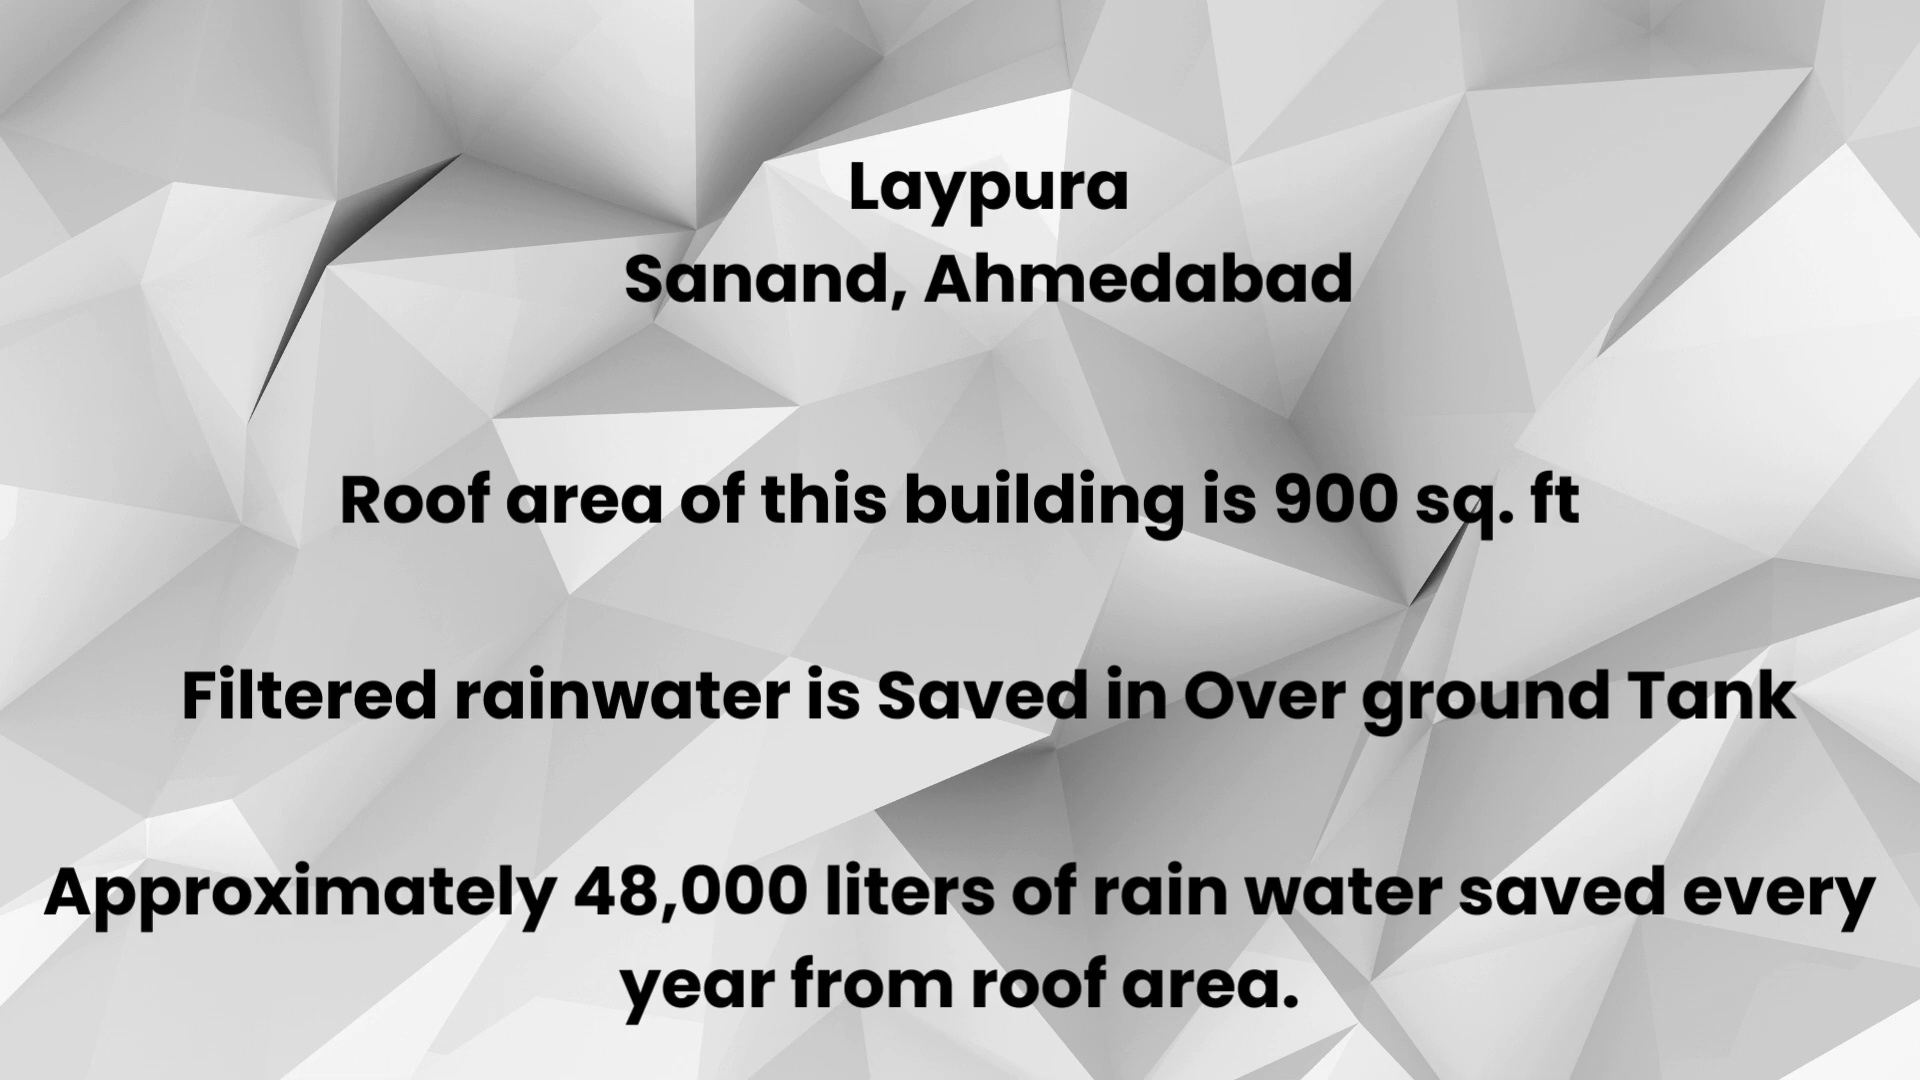 Laypura
Sanand, Ahmedabad
Roof area of this building is 900 sq. ft
Filtered rainwater is Saved in Over ground Tank
Approximately 48,000 liters of rain water saved every
year from roof area.